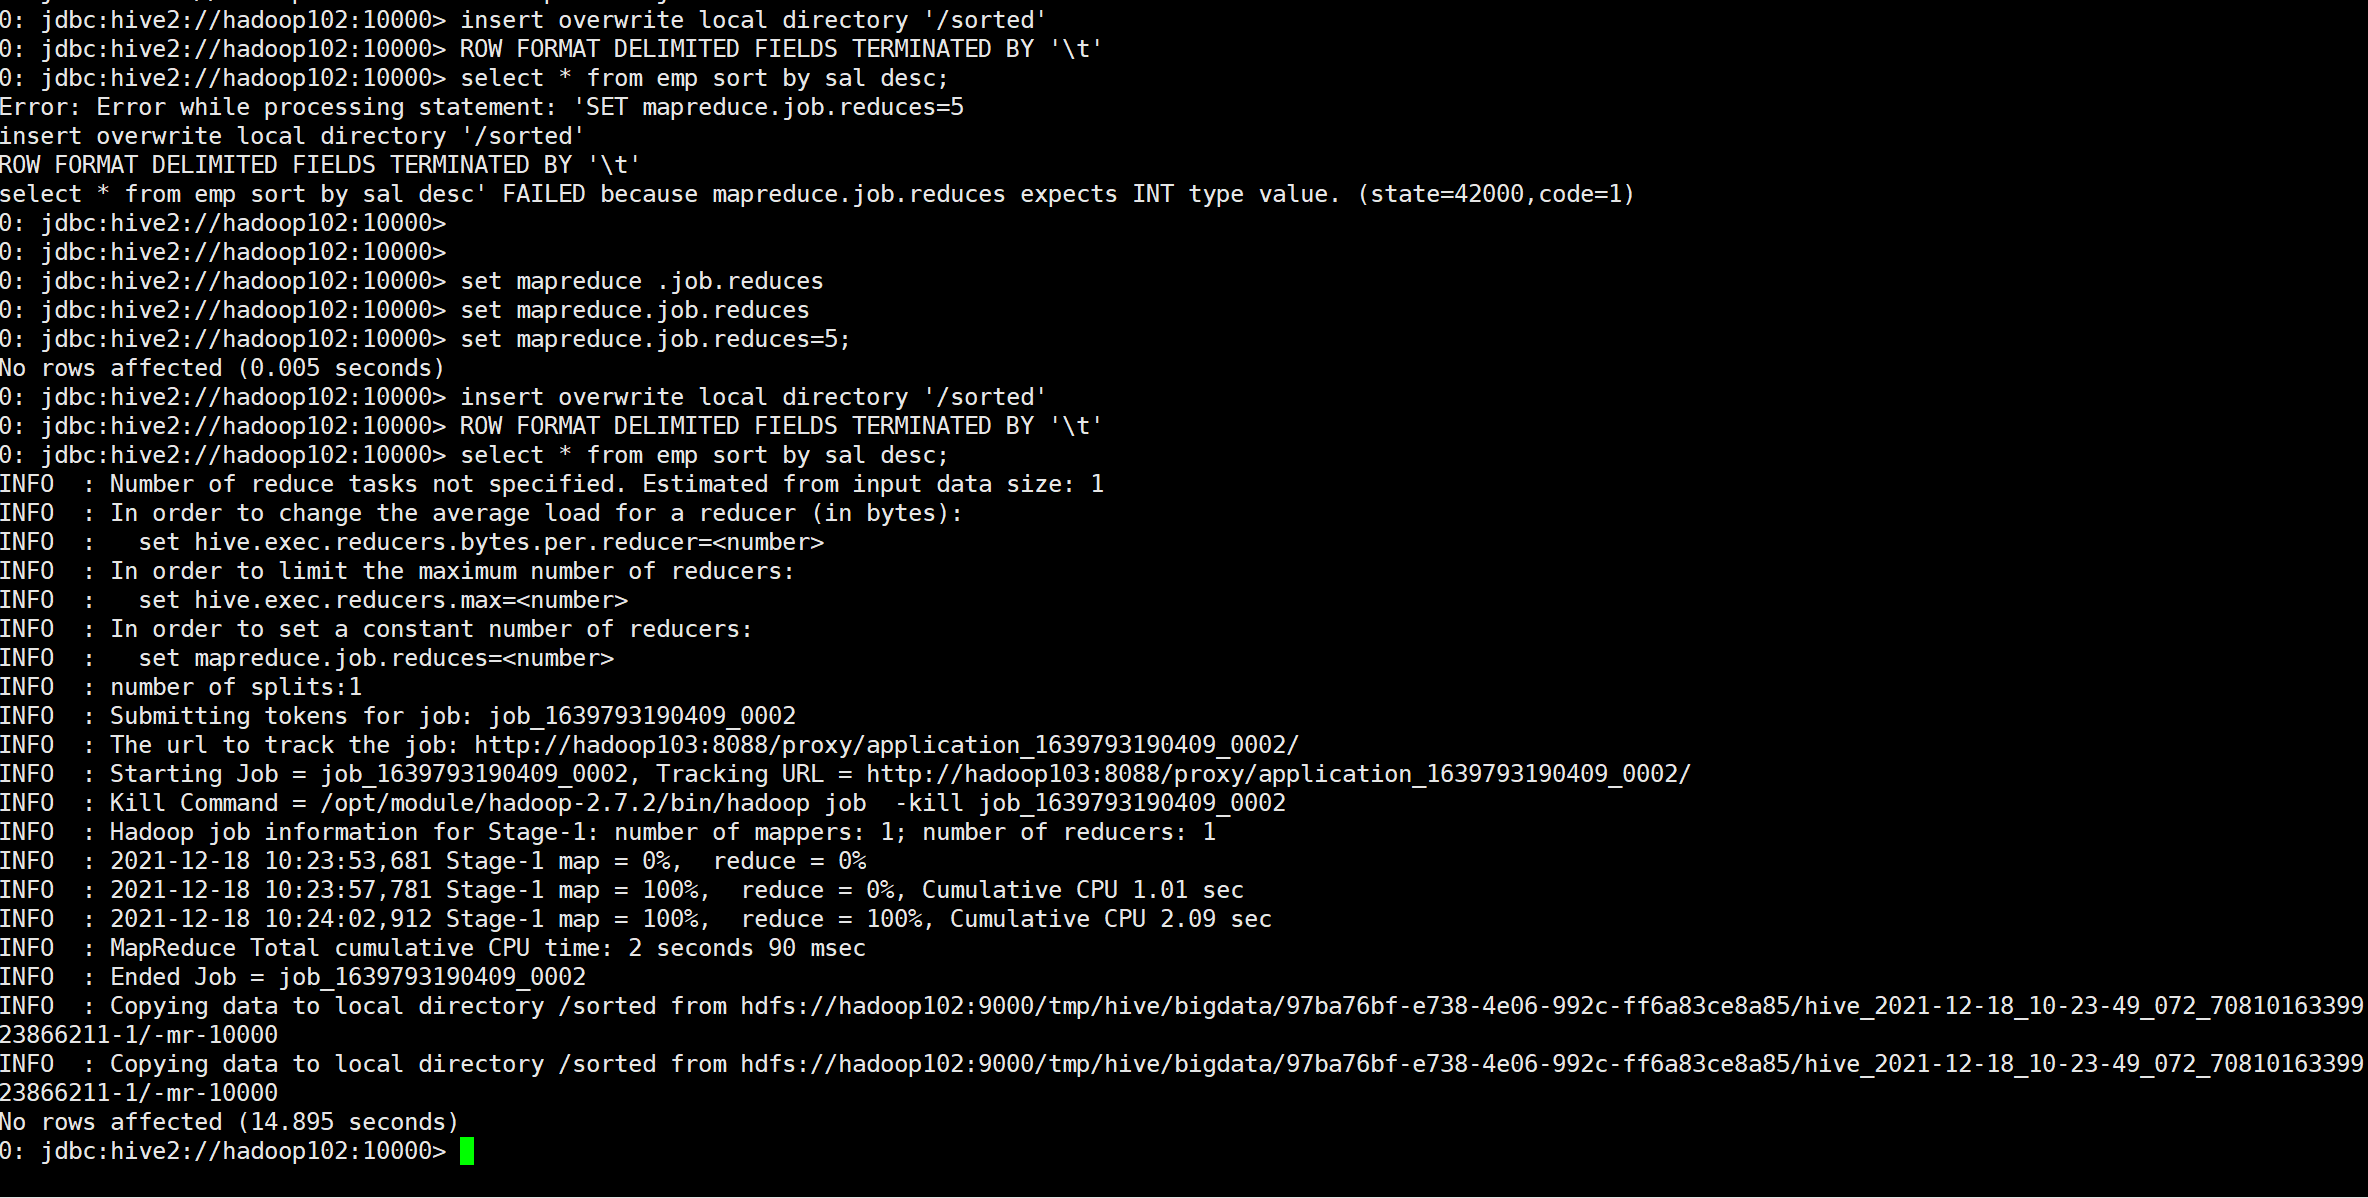 0: jdbc:hive2://hadoop102:10000> insert overwrite local directory '/sorted'
0: jdbc:hive2://hadoop102:10000> ROW FORMAT DELIMITED FIELDS TERMINATED BY '\t'
0: jdbc:hive2://hadoop102:10000> select * from emp sort by sal desc;
Error: Error while processing statement: 'SET mapreduce.job.reduces=5
insert overwrite local directory '/sorted'
ROW FORMAT DELIMITED FIELDS TERMINATED BY '\t'
select * from emp sort by sal desc' FAILED because mapreduce.job.reduces expects INT type value. (state=42000,code=1)
0: jdbc:hive2://hadoop102:10000>
0: jdbc:hive2://hadoop102:10000>
0: jdbc:hive2://hadoop102:10000> set mapreduce .job.reduces
0: jdbc:hive2://hadoop102:10000> set mapreduce.job.reduces
0: jdbc:hive2://hadoop102:10000> set mapreduce.job.reduces=5;
No rows affected (0.005 seconds)
0: jdbc:hive2://hadoop102:10000> insert overwrite local directory '/sorted'
0: jdbc:hive2://hadoop102:10000> ROW FORMAT DELIMITED FIELDS TERMINATED BY '\t'
0: jdbc:hive2://hadoop102:10000> select * from emp sort by sal desc;
INFO  : Number of reduce tasks not specified. Estimated from input data size: 1
INFO  : In order to change the average load for a reducer (in bytes):
INFO  :   set hive.exec.reducers.bytes.per.reducer=<number>
INFO  : In order to limit the maximum number of reducers:
INFO  :   set hive.exec.reducers.max=<number>
INFO  : In order to set a constant number of reducers:
INFO  :   set mapreduce.job.reduces=<number>
INFO  : number of splits:1
INFO  : Submitting tokens for job: job_1639793190409_0002
INFO  : The url to track the job: http://hadoop103:8088/proxy/application_1639793190409_0002/
INFO  : Starting Job = job_1639793190409_0002, Tracking URL = http://hadoop103:8088/proxy/application_1639793190409_0002/
INFO  : Kill Command = /opt/module/hadoop-2.7.2/bin/hadoop job  -kill job_1639793190409_0002
INFO  : Hadoop job information for Stage-1: number of mappers: 1; number of reducers: 1
INFO  : 2021-12-18 10:23:53,681 Stage-1 map = 0%,  reduce = 0%
INFO  : 2021-12-18 10:23:57,781 Stage-1 map = 100%,  reduce = 0%, Cumulative CPU 1.01 sec
INFO  : 2021-12-18 10:24:02,912 Stage-1 map = 100%,  reduce = 100%, Cumulative CPU 2.09 sec
INFO  : MapReduce Total cumulative CPU time: 2 seconds 90 msec
INFO  : Ended Job = job_1639793190409_0002
INFO  : Copying data to local directory /sorted from hdfs://hadoop102:9000/tmp/hive/bigdata/97ba76bf-e738-4e06-992c-ff6a83ce8a85/hive_2021-12-18_10-23-49_072_70810163399
23866211-1/-mr-10000
INFO  : Copying data to local directory /sorted from hdfs://hadoop102:9000/tmp/hive/bigdata/97ba76bf-e738-4e06-992c-ff6a83ce8a85/hive_2021-12-18_10-23-49_072_70810163399
23866211-1/-mr-10000
No rows affected (14.895 seconds)
0: jdbc:hive2://hadoop102:10000>